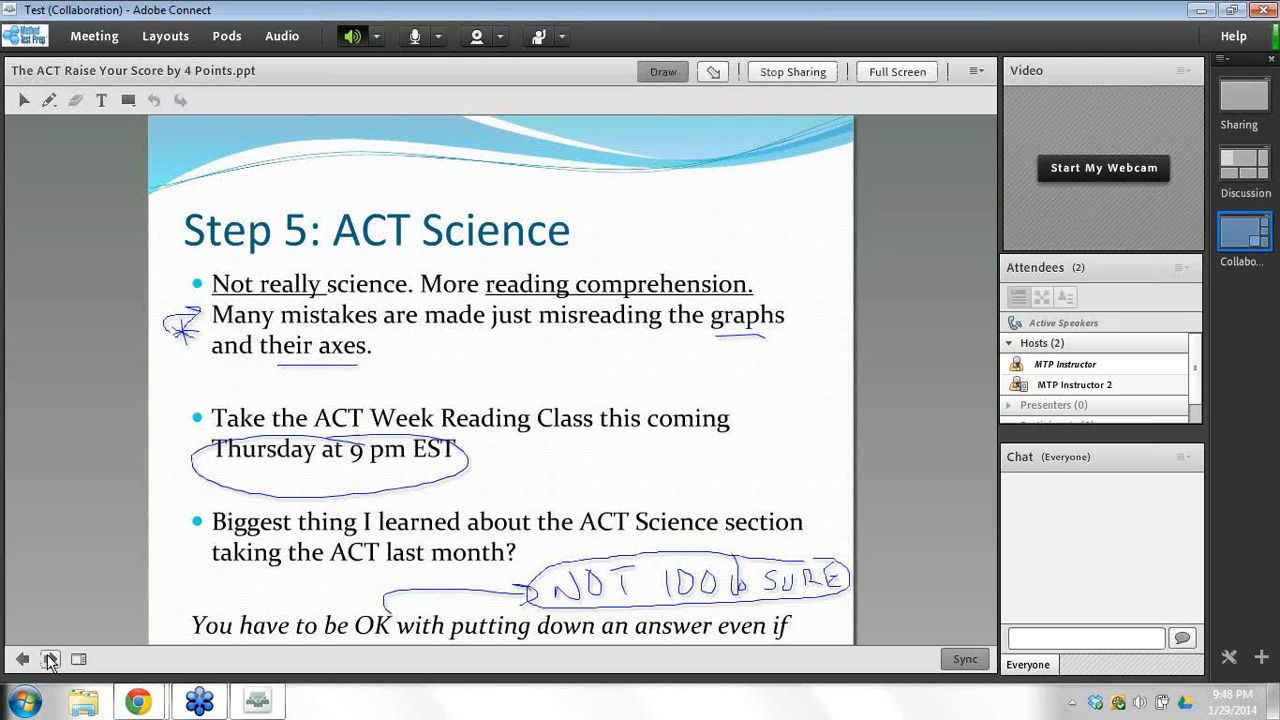 Test (Collaboration) - Adobe Connect
Method Test Prep
Meeting Layouts Pods Audio Help
The ACT Raise Your Score by 4 Points.ppt Draw Stop Sharing Full Screen
Video
Start My Webcam
Sharing
Discussion
Collabo...
Attendees (2)
Active Speakers
Hosts (2)
MTP Instructor
MTP Instructor 2
Presenters (0)
Chat (Everyone)
Everyone
Step 5: ACT Science
• Not really science. More reading comprehension.
Many mistakes are made just misreading the graphs
and their axes.
• Take the ACT Week Reading Class this coming
Thursday at 9 pm EST
• Biggest thing I learned about the ACT Science section
taking the ACT last month?
NOT 100% SURE
You have to be OK with putting down an answer even if
Sync
9:48 PM
1/29/2014